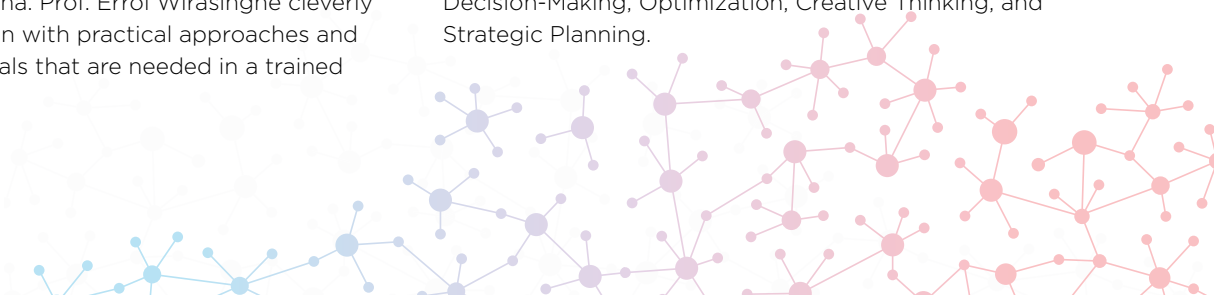 na. Prof. Errol Wirasinghe cleverly
n with practical approaches and
als that are needed in a trained
Decision-Making, Optimization, Creative Thinking, and
Strategic Planning.